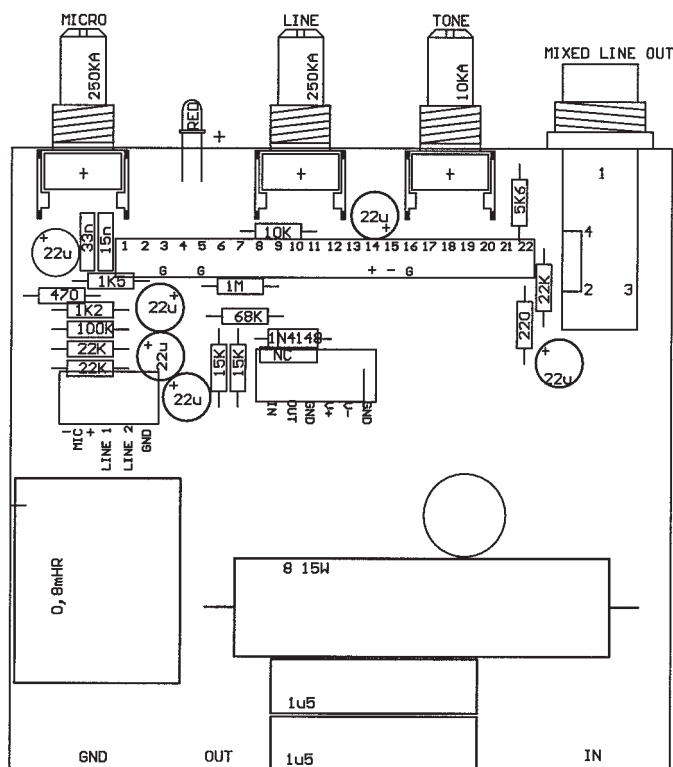 MICRO LINE TONE
MIXED LINE OUT
250KA 250KA 10KA
RED +
+ + +
1
5K6
33n 15n 10K 22u +
22u + 1 2 3 4 5 6 7 8 9 10 11 12 13 14 15 16 17 18 19 20 21 22
4
G G + - G
1K5 1M 22K
470 2 3
1K2 22u +
100K 68K 220
22K 22u + 15K 15K 1N4148
22K NC
22u + 22u +
- MIC + LINE 1 LINE 2 GND
IN OUT GND V+ V- GND
8 15W
0,8mHR
1u5
GND OUT 1u5 IN